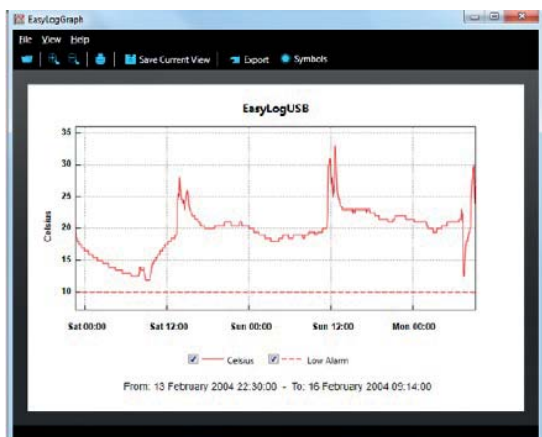 EasyLogGraph
File View Help
Save Current View Export Symbols
EasyLogUSB
35
30
25
20
15
10
Celsius
Sat 00:00 Sat 12:00 Sun 00:00 Sun 12:00 Mon 00:00
Celsius Low Alarm
From: 13 February 2004 22:30:00 - To: 16 February 2004 09:14:00